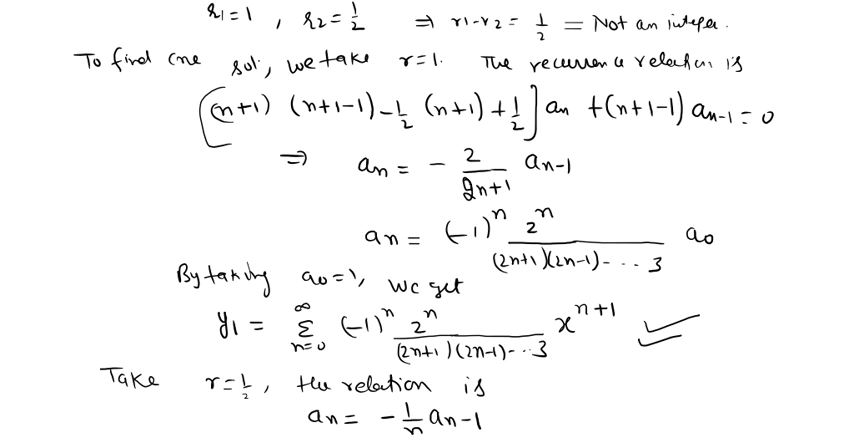 r₁ = 1 , r₂ = 1/2 ⇒ r₁-r₂ = 1/2 = Not an integer.
To find one sol, we take r=1. The recurrence relation is
[(n+1) (n+1-1) - 1/2 (n+1) + 1/2] aₙ + (n+1-1) aₙ₋₁ = 0
⇒ aₙ = - 2/(2n+1) aₙ₋₁
aₙ = (-1)ⁿ 2ⁿ/((2n+1)(2n-1)- ... 3) a₀
By taking a₀=1, we get
y₁ = Σ_{n=0}^{∞} (-1)ⁿ 2ⁿ/((2n+1)(2n-1)-...3) xⁿ⁺¹
Take r=1/2, the relation is
aₙ = - 1/n aₙ₋₁